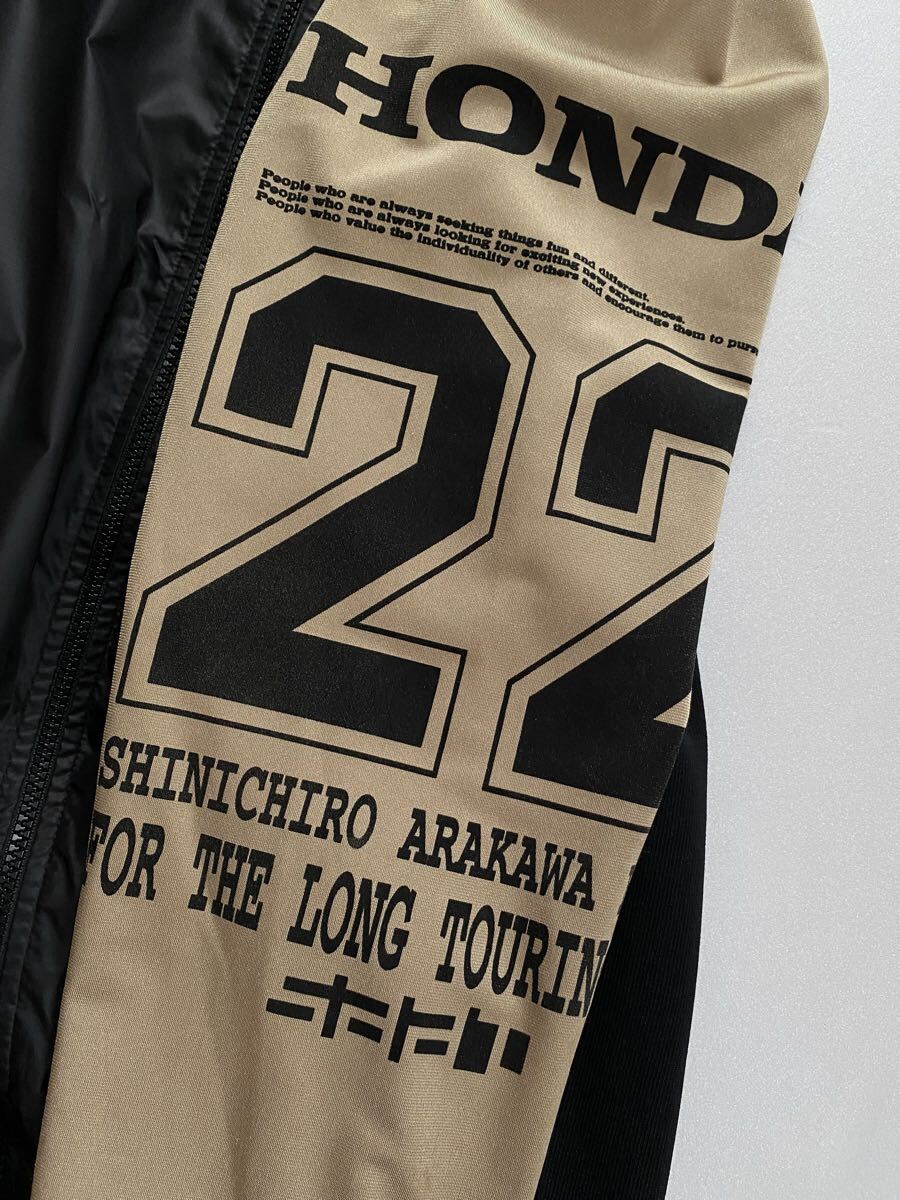 HONDA
People who are always seeking things fun and different.
People who are always looking for exciting new experiences.
People who value the individuality of others and encourage them to purs
22
SHINICHIRO ARAKAWA
FOR THE LONG TOURIN